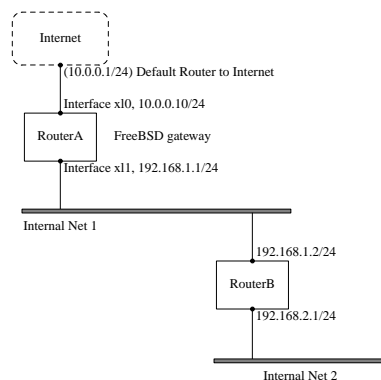 Internet
(10.0.0.1/24) Default Router to Internet
Interface xl0, 10.0.0.10/24
RouterA
FreeBSD gateway
Interface xl1, 192.168.1.1/24
Internal Net 1
192.168.1.2/24
RouterB
192.168.2.1/24
Internal Net 2